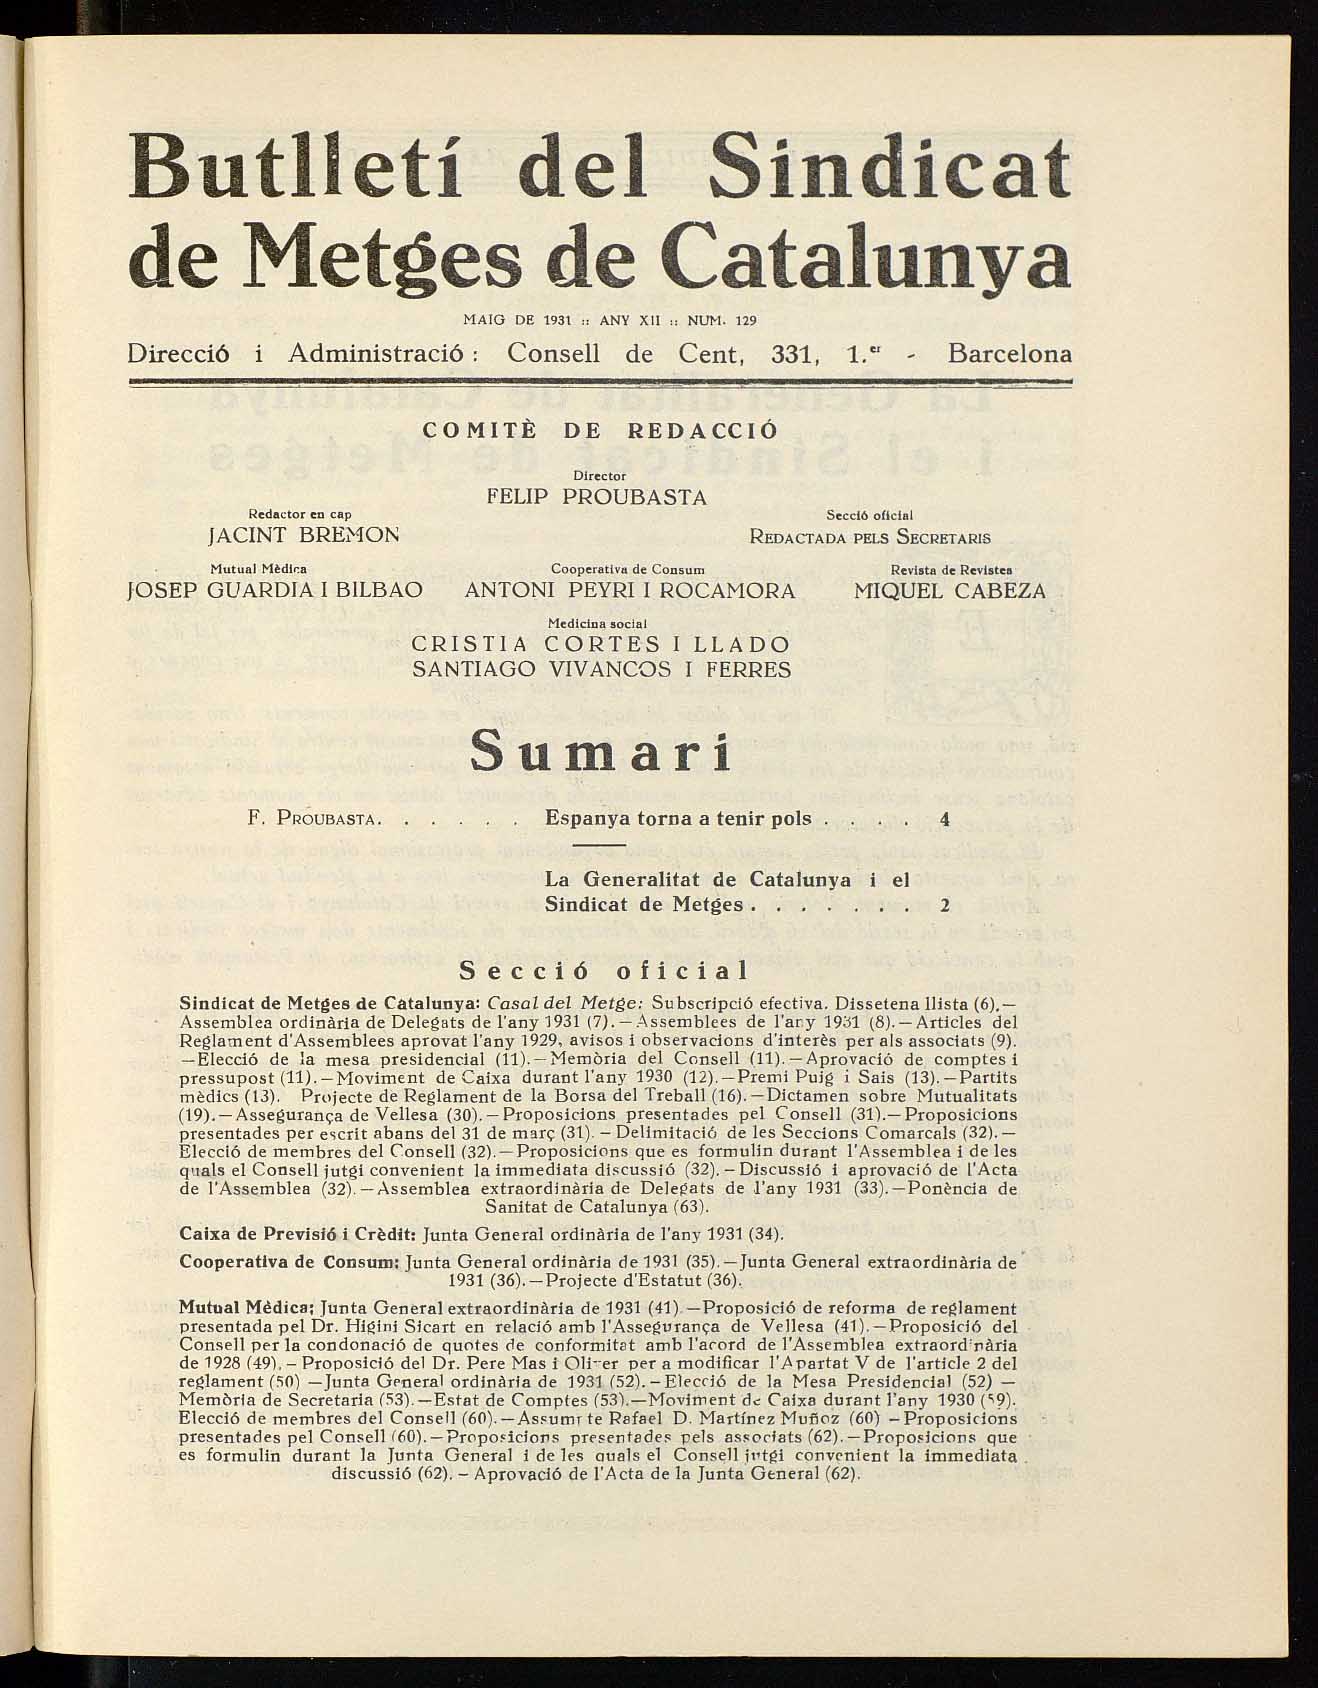 Butlletí del Sindicat
de Metges de Catalunya
MAIG DE 1931 :: ANY XII :: NUM. 129
Direcció i Administració : Consell de Cent, 331, 1.er - Barcelona
COMITÈ DE REDACCIÓ
Director
FELIP PROUBASTA
Redactor en cap
JACINT BREMON
Secció oficial
REDACTADA PELS SECRETARIS
Mutual Mèdica
JOSEP GUARDIA I BILBAO
Cooperativa de Consum
ANTONI PEYRI I ROCAMORA
Revista de Revistes
MIQUEL CABEZA
Medicina social
CRISTIA CORTES I LLADO
SANTIAGO VIVANCOS I FERRES
Sumari
F. PROUBASTA. . . . . . Espanya torna a tenir pols . . . . 4
La Generalitat de Catalunya i el
Sindicat de Metges . . . . . . . 2
Secció oficial
Sindicat de Metges de Catalunya: Casal del Metge: Subscripció efectiva. Dissetena llista (6).—
Assemblea ordinària de Delegats de l'any 1931 (7).—Assemblees de l'any 1931 (8).—Articles del
Reglament d'Assemblees aprovat l'any 1929, avisos i observacions d'interès per als associats (9).
—Elecció de la mesa presidencial (11).—Memòria del Consell (11).—Aprovació de comptes i
pressupost (11).—Moviment de Caixa durant l'any 1930 (12).—Premi Puig i Sais (13).—Partits
mèdics (13). Projecte de Reglament de la Borsa del Treball (16).—Dictamen sobre Mutualitats
(19).—Assegurança de Vellesa (30).—Proposicions presentades pel Consell (31).—Proposicions
presentades per escrit abans del 31 de març (31).—Delimitació de les Seccions Comarcals (32).—
Elecció de membres del Consell (32).—Proposicions que es formulin durant l'Assemblea i de les
quals el Consell jutgi convenient la immediata discussió (32).—Discussió i aprovació de l'Acta
de l'Assemblea (32).—Assemblea extraordinària de Delegats de l'any 1931 (33).—Ponència de
Sanitat de Catalunya (63).
Caixa de Previsió i Crèdit: Junta General ordinària de l'any 1931 (34).
Cooperativa de Consum: Junta General ordinària de 1931 (35).—Junta General extraordinària de
1931 (36).—Projecte d'Estatut (36).
Mutual Mèdica: Junta General extraordinària de 1931 (41).—Proposició de reforma de reglament
presentada pel Dr. Higini Sicart en relació amb l'Assegurança de Vellesa (41).—Proposició del
Consell per la condonació de quotes de conformitat amb l'acord de l'Assemblea extraordinària
de 1928 (49).—Proposició del Dr. Pere Mas i Oliver per a modificar l'Apartat V de l'article 2 del
reglament (50) —Junta General ordinària de 1931 (52).—Elecció de la Mesa Presidencial (52) —
Memòria de Secretaria (53).—Estat de Comptes (53).—Moviment de Caixa durant l'any 1930 (59).
Elecció de membres del Consell (60).—Assumpte Rafael D. Martínez Muñoz (60) —Proposicions
presentades pel Consell (60).—Proposicions presentades pels associats (62).—Proposicions que
es formulin durant la Junta General i de les quals el Consell jutgi convenient la immediata
discussió (62).—Aprovació de l'Acta de la Junta General (62).